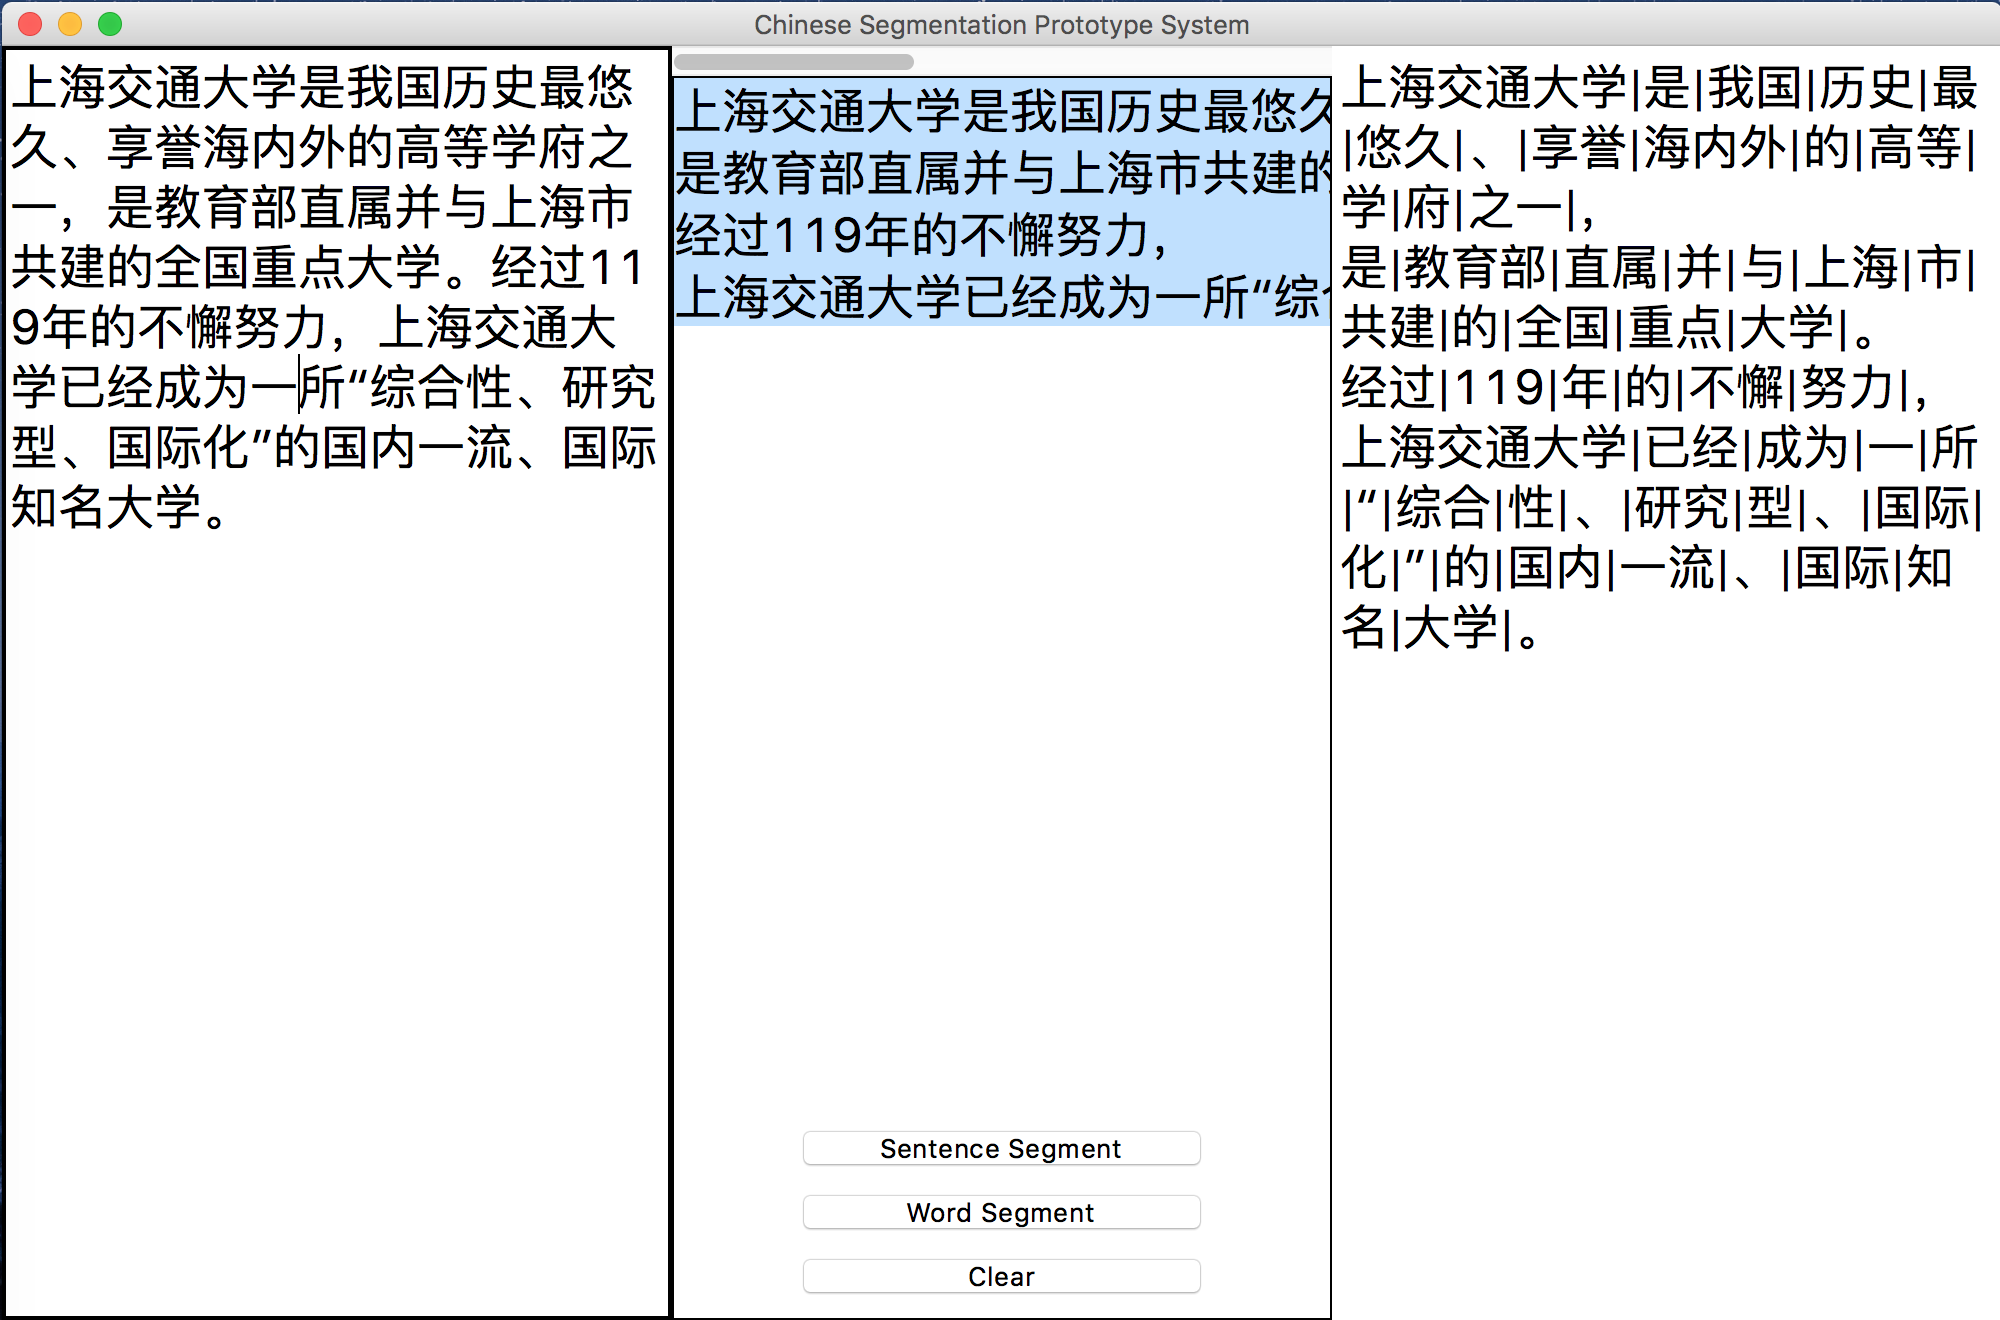 Chinese Segmentation Prototype System
上海交通大学是我国历史最悠
久、享誉海内外的高等学府之
一，是教育部直属并与上海市
共建的全国重点大学。经过11
9年的不懈努力，上海交通大
学已经成为一所“综合性、研究
型、国际化”的国内一流、国际
知名大学。
上海交通大学是我国历史最悠久
是教育部直属并与上海市共建的
经过119年的不懈努力，
上海交通大学已经成为一所“综合
Sentence Segment
Word Segment
Clear
上海交通大学|是|我国|历史|最
|悠久|、|享誉|海内外|的|高等|
学|府|之一|，
是|教育部|直属|并|与|上海|市|
共建|的|全国|重点|大学|。
经过|119|年|的|不懈|努力|，
上海交通大学|已经|成为|一|所
|“|综合|性|、|研究|型|、|国际|
化|”|的|国内|一流|、|国际|知
名|大学|。